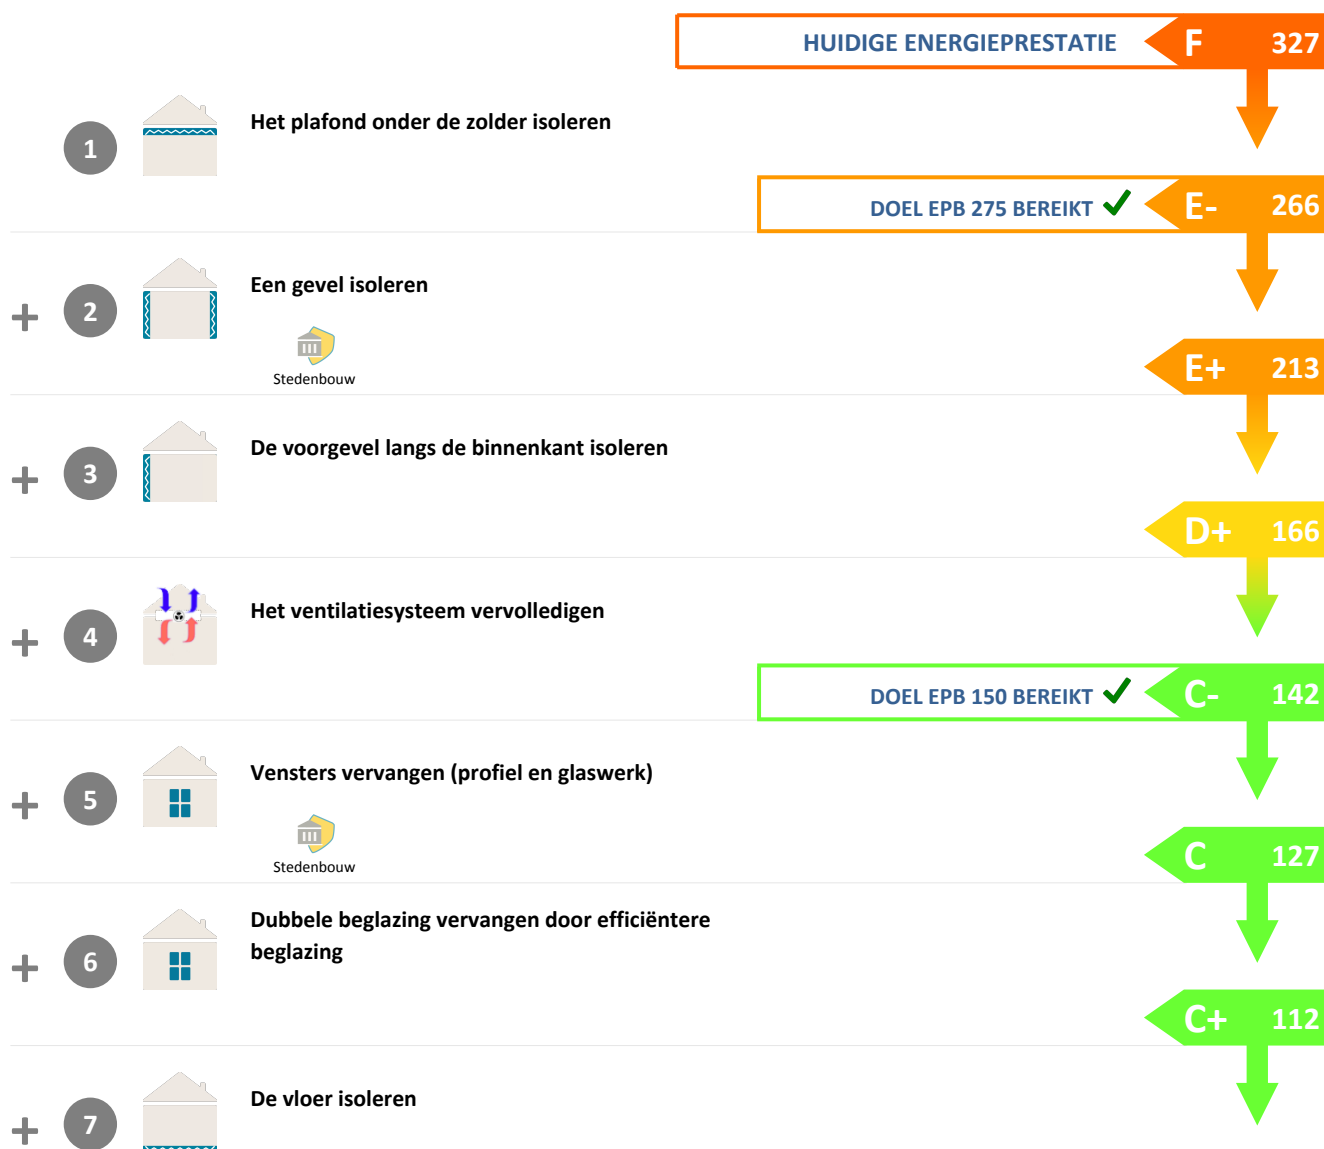 HUIDIGE ENERGIEPRESTATIE F 327
1 Het plafond onder de zolder isoleren
DOEL EPB 275 BEREIKT E- 266
+ 2 Een gevel isoleren
Stedenbouw
E+ 213
+ 3 De voorgevel langs de binnenkant isoleren
D+ 166
+ 4 Het ventilatiesysteem vervolledigen
DOEL EPB 150 BEREIKT C- 142
+ 5 Vensters vervangen (profiel en glaswerk)
Stedenbouw
C 127
+ 6 Dubbele beglazing vervangen door efficiëntere
beglazing
C+ 112
+ 7 De vloer isoleren